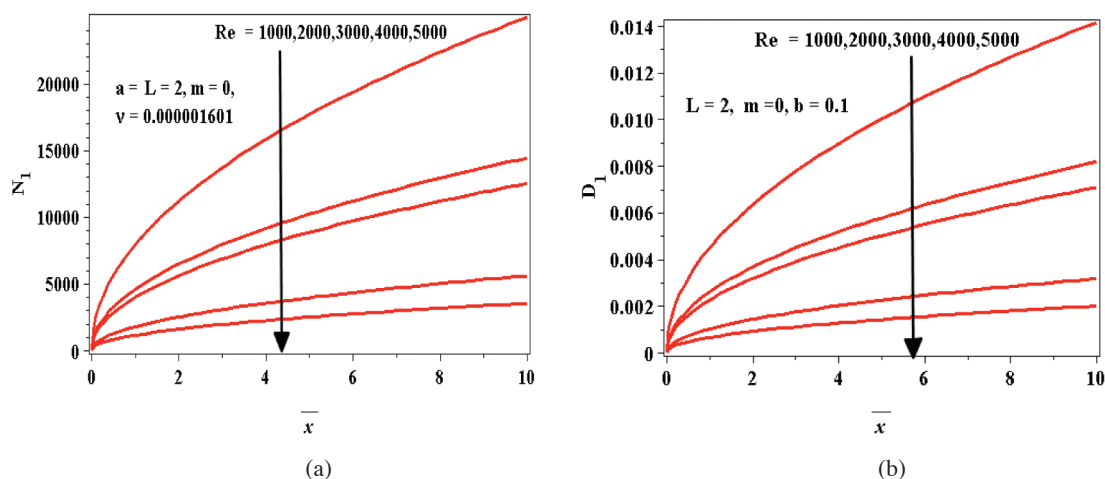 Re = 1000,2000,3000,4000,5000
a = L = 2, m = 0,
ν = 0.000001601
N1
20000
15000
10000
5000
0
0 2 4 6 8 10
x
(a)
Re = 1000,2000,3000,4000,5000
L = 2, m =0, b = 0.1
D1
0.014
0.012
0.010
0.008
0.006
0.004
0.002
0
0 2 4 6 8 10
x
(b)